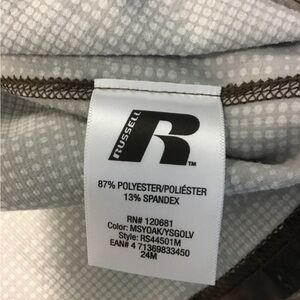 RUSSELL
R
TM
87% POLYESTER/POLIÉSTER
13% SPANDEX
RN# 120681
Color: MSYOAK/YSGOLV
Style: RS44501M
EAN# 4 71369833450
24M